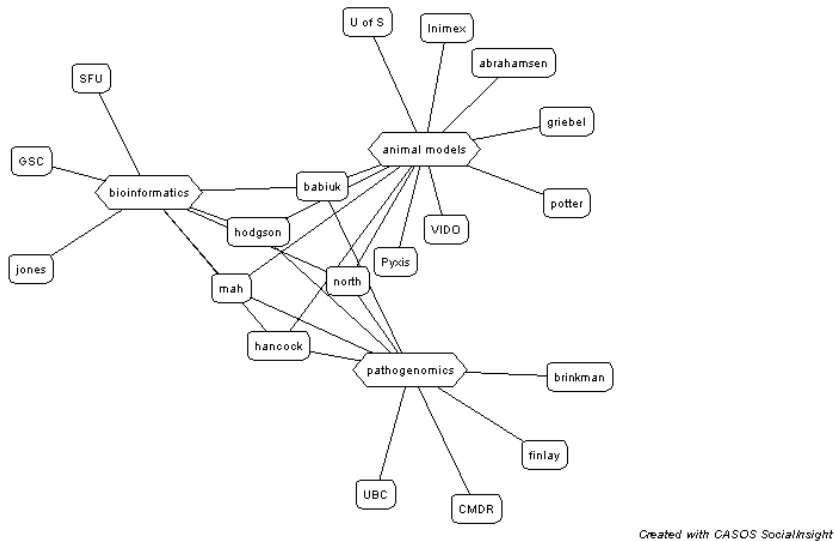 U of S
Inimex
abrahamsen
SFU
griebel
animal models
GSC
babiuk
bioinformatics
potter
VIDO
hodgson
Pyxis
jones
north
mah
hancock
pathogenomics
brinkman
finlay
UBC
CMDR
Created with CASOS SocialInsight